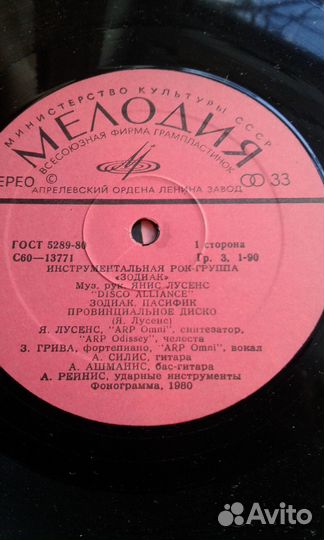 МИНИСТЕРСТВО КУЛЬТУРЫ СССР
МЕЛОДИЯ
ВСЕСОЮЗНАЯ ФИРМА ГРАМПЛАСТИНОК
ТЕРЕО
АПРЕЛЕВСКИЙ ОРДЕНА ЛЕНИНА ЗАВОД
33
ГОСТ 5289-80 1 сторона
С60—13771 Гр. 3. 1-90
ИНСТРУМЕНТАЛЬНАЯ РОК-ГРУППА
«ЗОДИАК»
Муз. рук. ЯНИС ЛУСЕНС
"DISCO ALLIANCE"
ЗОДИАК. ПАСИФИК
ПРОВИНЦИАЛЬНОЕ ДИСКО
(Я. Лусенс)
Я. ЛУСЕНС, "ARP Omni", синтезатор,
"ARP Odissey", челеста
З. ГРИВА, фортепиано, "ARP Omni", вокал
А. СИЛИС, гитара
А. АШМАНИС, бас-гитара
А. РЕЙНИС, ударные инструменты
Фонограмма, 1980
Avito